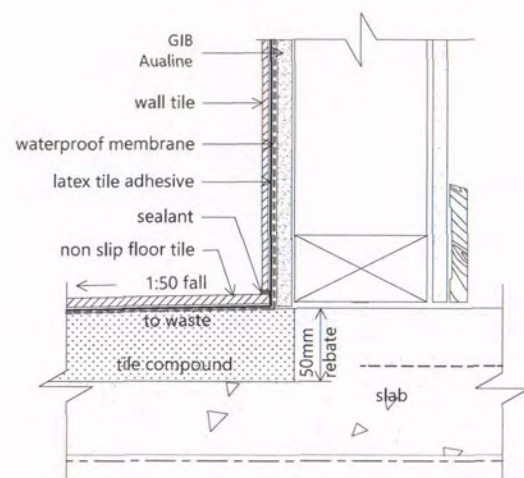 GIB
Aualine
wall tile
waterproof membrane
latex tile adhesive
sealant
non slip floor tile
1:50 fall
to waste
tile compound
50mm
rebate
slab